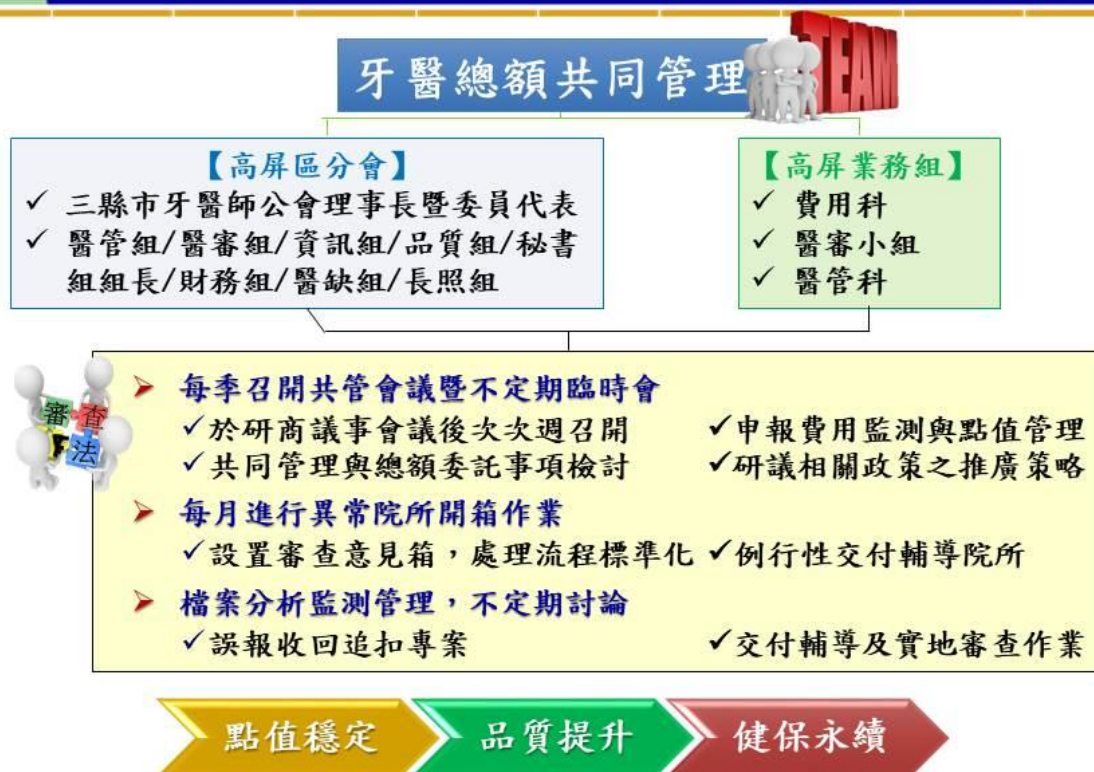 牙醫總額共同管理
TEAM
【高屏區分會】
✓ 三縣市牙醫師公會理事長暨委員代表
✓ 醫管組/醫審組/資訊組/品質組/秘書
組組長/財務組/醫缺組/長照組
【高屏業務組】
✓ 費用科
✓ 醫審小組
✓ 醫管科
審查
法
➢ 每季召開共管會議暨不定期臨時會
✓於研商議事會議後次次週召開 ✓申報費用監測與點值管理
✓共同管理與總額委託事項檢討 ✓研議相關政策之推廣策略
➢ 每月進行異常院所開箱作業
✓設置審查意見箱,處理流程標準化 ✓例行性交付輔導院所
➢ 檔案分析監測管理,不定期討論
✓誤報收回追扣專案 ✓交付輔導及實地審查作業
點值穩定 品質提升 健保永續